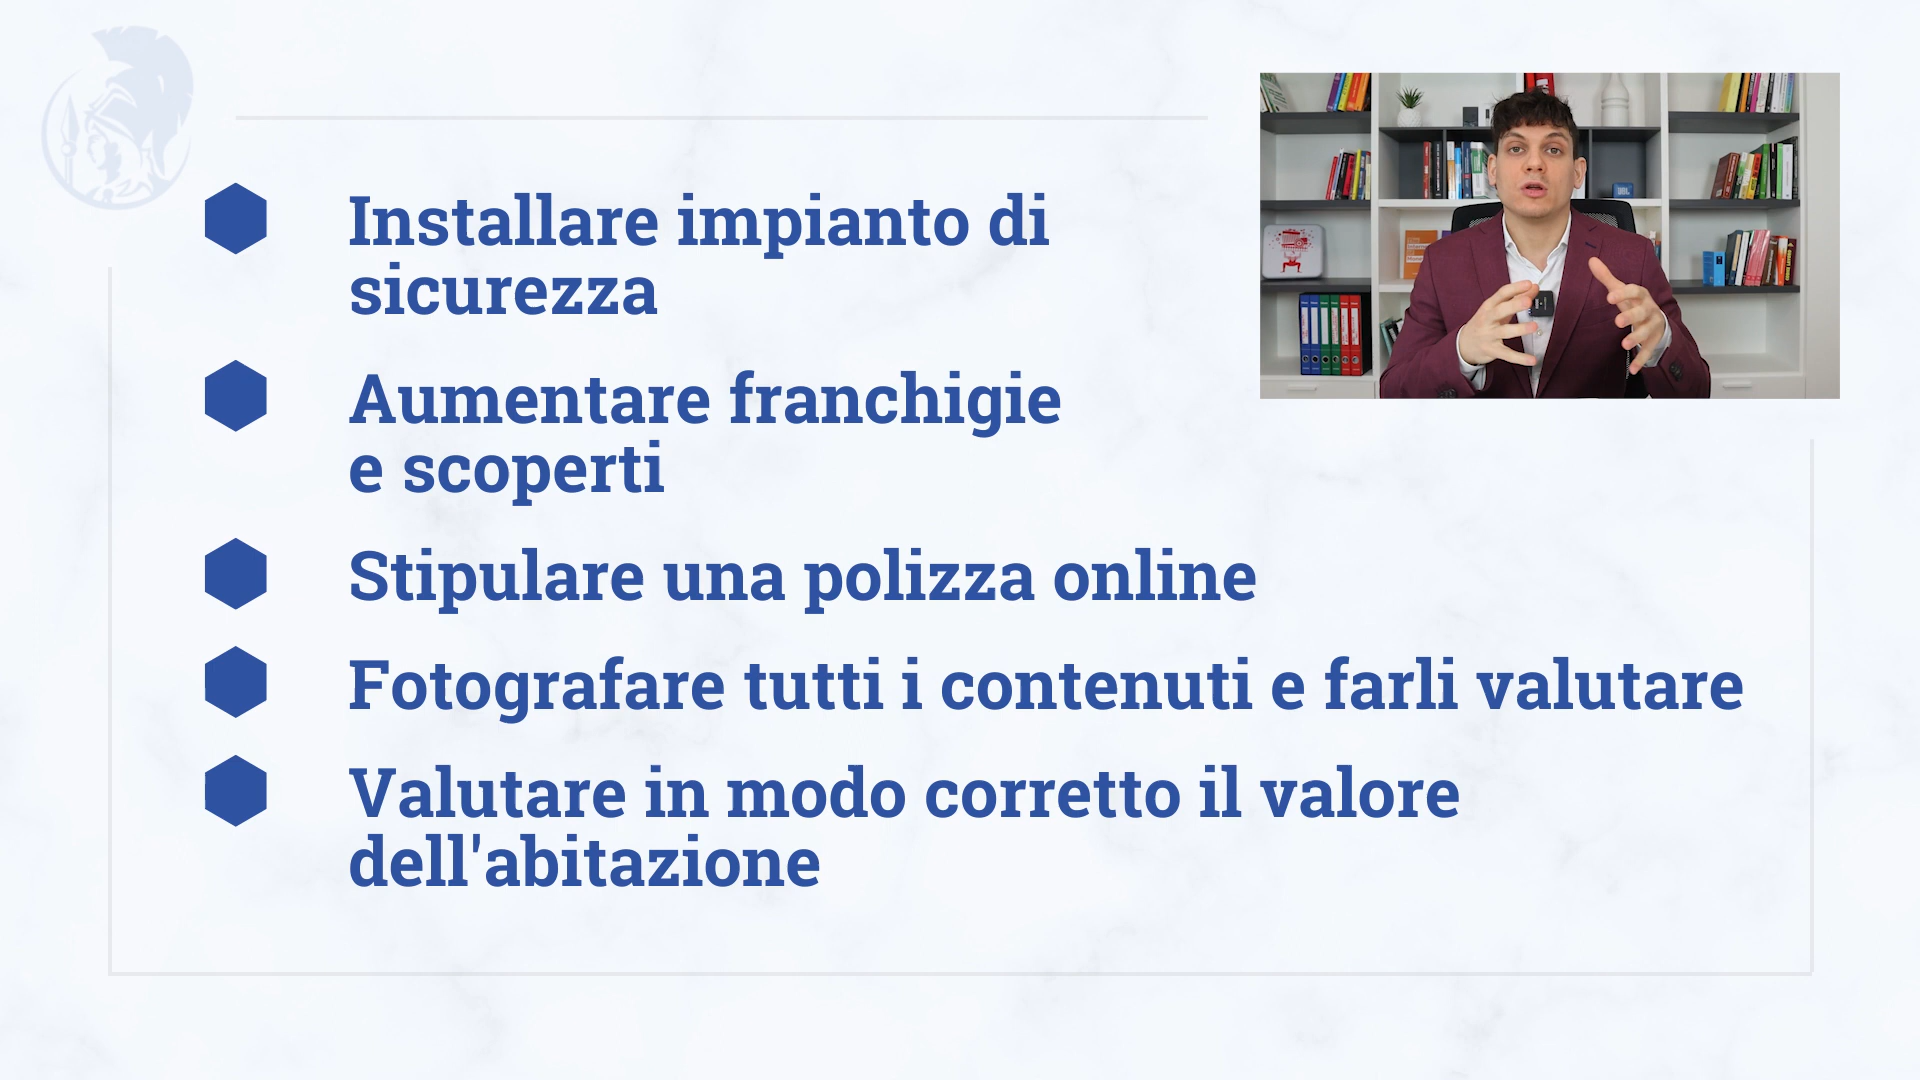 Installare impianto di
sicurezza
Aumentare franchigie
e scoperti
Stipulare una polizza online
Fotografare tutti i contenuti e farli valutare
Valutare in modo corretto il valore
dell'abitazione